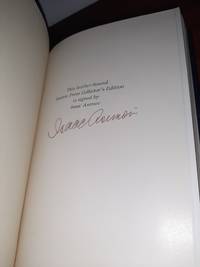 This leather-bound
Easton Press Collector's Edition
is signed by
Isaac Asimov
Isaac Asimov